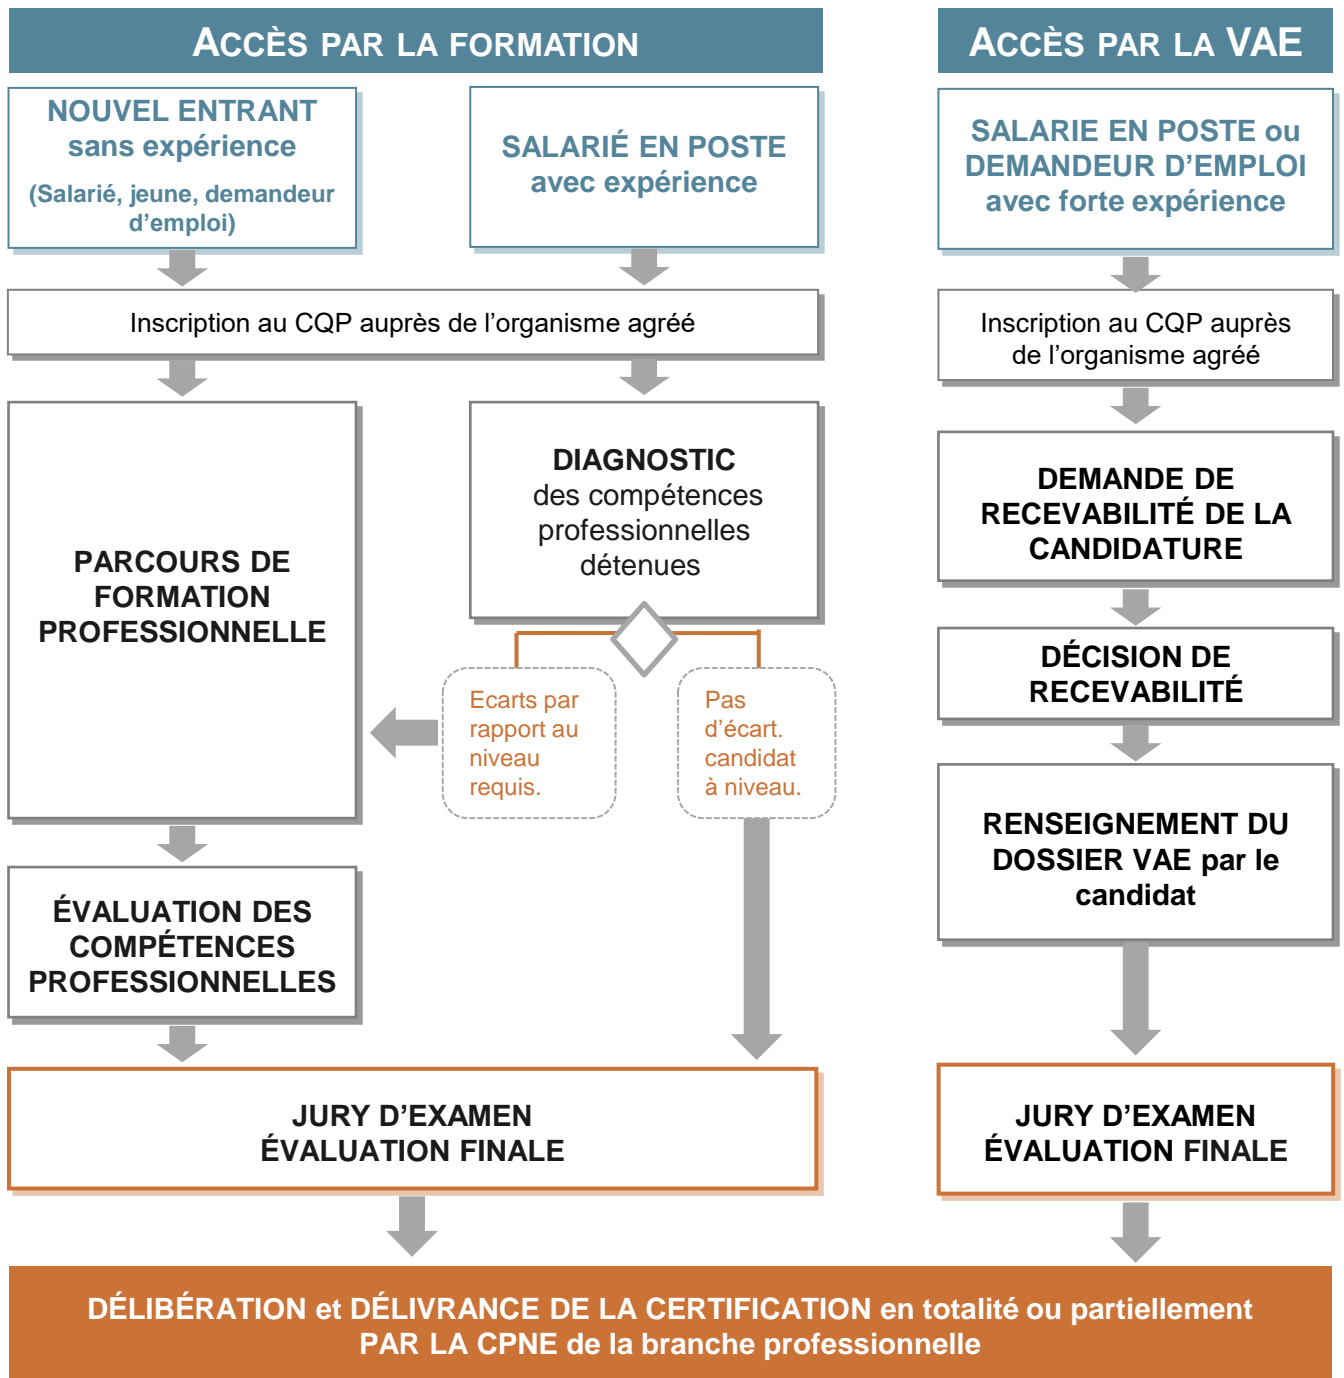 ACCÈS PAR LA FORMATION
NOUVEL ENTRANT
sans expérience
(Salarié, jeune, demandeur
d’emploi)
SALARIÉ EN POSTE
avec expérience
Inscription au CQP auprès de l’organisme agréé
PARCOURS DE
FORMATION
PROFESSIONNELLE
DIAGNOSTIC
des compétences
professionnelles
détenues
Ecarts par
rapport au
niveau
requis.
Pas
d’écart.
candidat
à niveau.
ÉVALUATION DES
COMPÉTENCES
PROFESSIONNELLES
JURY D’EXAMEN
ÉVALUATION FINALE
ACCÈS PAR LA VAE
SALARIE EN POSTE ou
DEMANDEUR D’EMPLOI
avec forte expérience
Inscription au CQP auprès
de l’organisme agréé
DEMANDE DE
RECEVABILITÉ DE LA
CANDIDATURE
DÉCISION DE
RECEVABILITÉ
RENSEIGNEMENT DU
DOSSIER VAE par le
candidat
JURY D’EXAMEN
ÉVALUATION FINALE
DÉLIBÉRATION et DÉLIVRANCE DE LA CERTIFICATION en totalité ou partiellement
PAR LA CPNE de la branche professionnelle